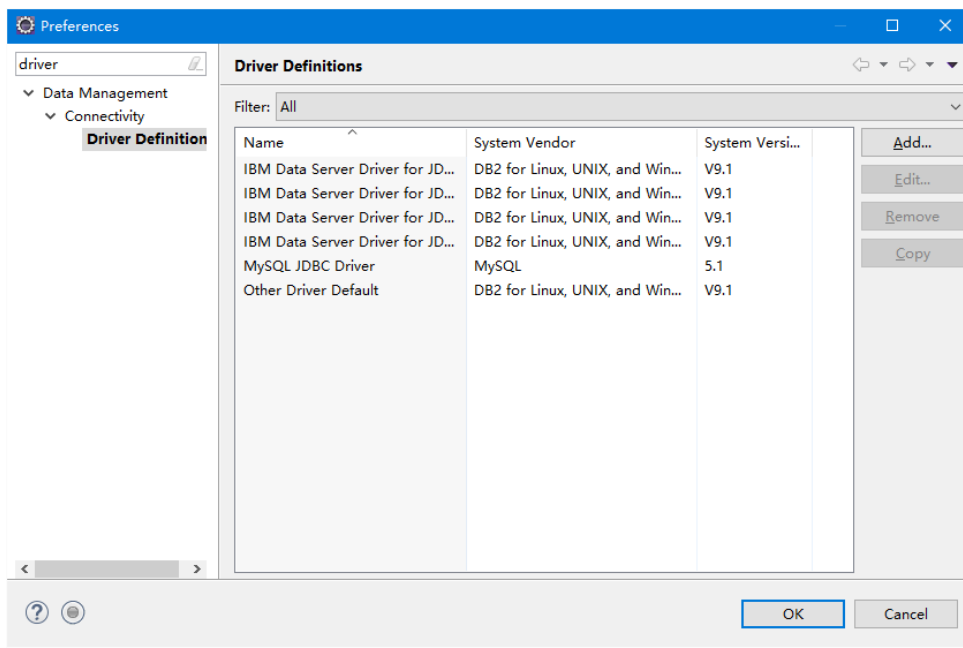 Preferences
driver
Data Management
Connectivity
Driver Definition
Driver Definitions
Filter: All
Name System Vendor System Versi...
IBM Data Server Driver for JD... DB2 for Linux, UNIX, and Win... V9.1
IBM Data Server Driver for JD... DB2 for Linux, UNIX, and Win... V9.1
IBM Data Server Driver for JD... DB2 for Linux, UNIX, and Win... V9.1
IBM Data Server Driver for JD... DB2 for Linux, UNIX, and Win... V9.1
MySQL JDBC Driver MySQL 5.1
Other Driver Default DB2 for Linux, UNIX, and Win... V9.1
Add...
Edit...
Remove
Copy
?
OK Cancel